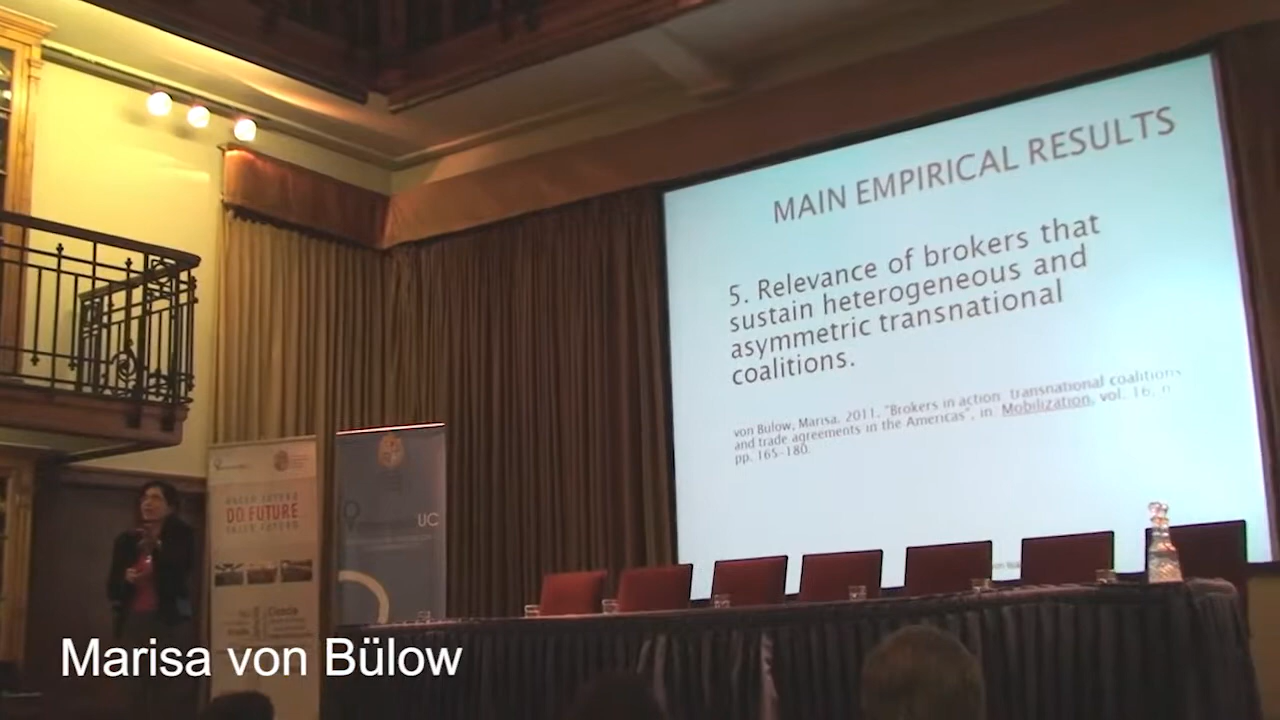 MAIN EMPIRICAL RESULTS
5. Relevance of brokers that
sustain heterogeneous and
asymmetric transnational
coalitions.
von Bulow, Marisa. 2011. "Brokers in action transnational coalitions
and trade agreements in the Americas", in Mobilization, vol. 16, n
pp. 165-180.
DO FUTURE
UC
Marisa von Bülow